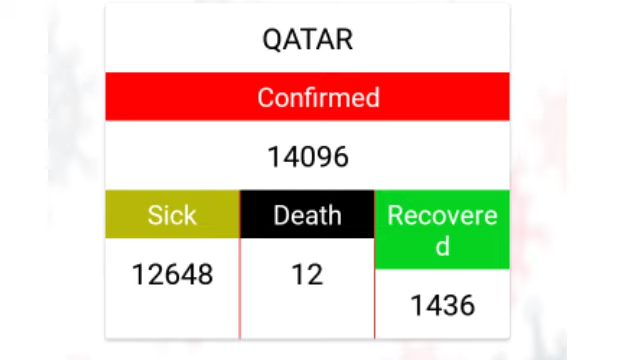 QATAR
Confirmed
14096
Sick
Death
Recovere
d
12648
12
1436